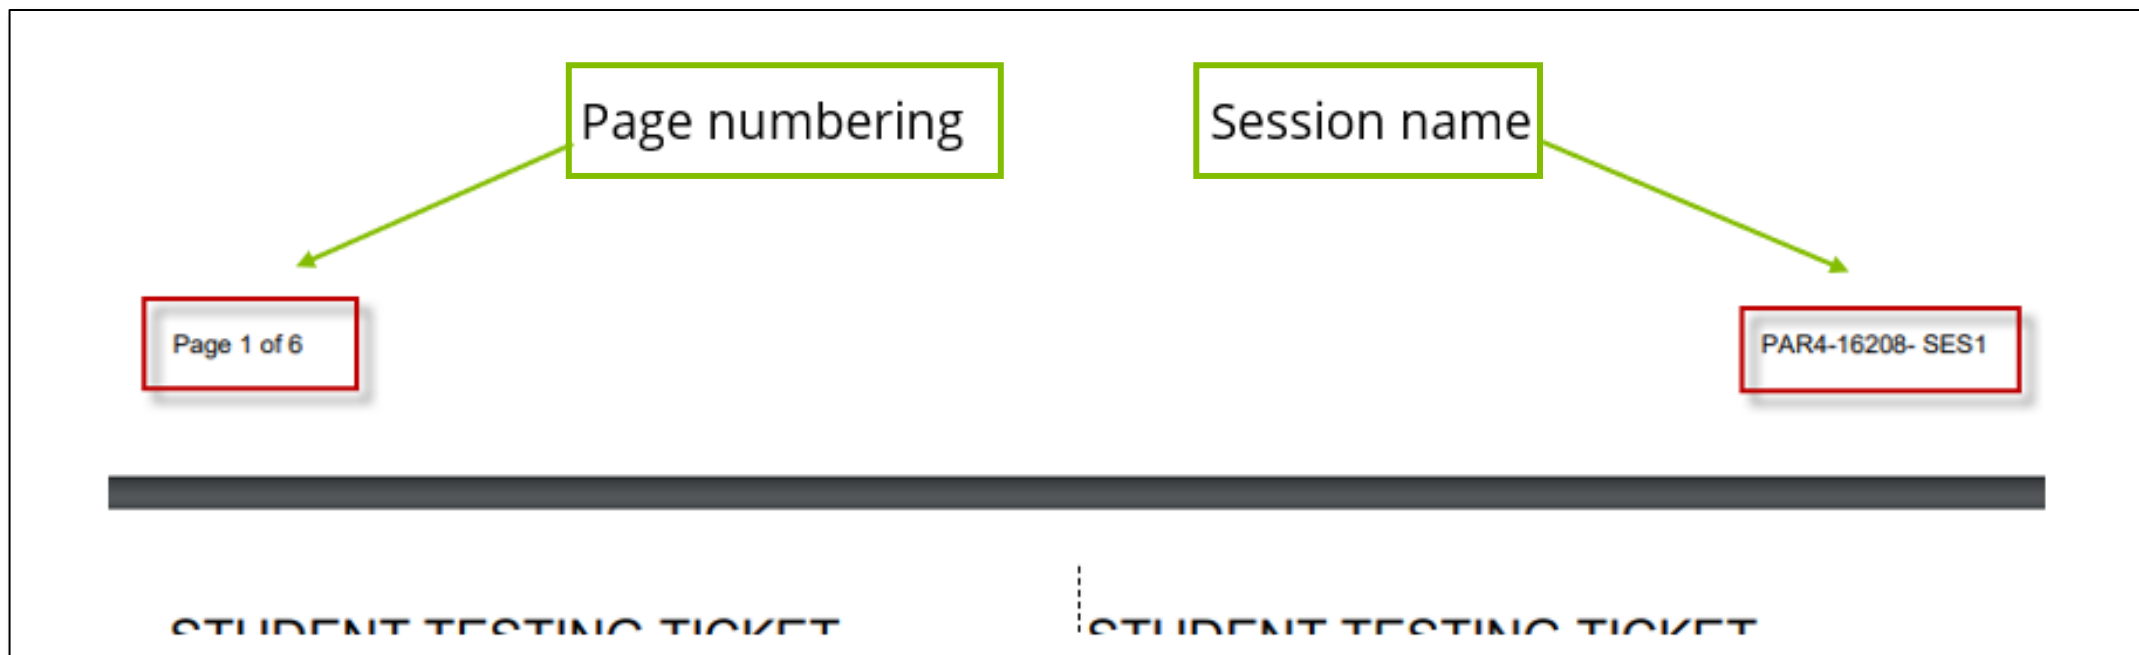 Page numbering
Session name
Page 1 of 6
PAR4-16208- SES1
STUDENT TESTING TICKET
STUDENT TESTING TICKET